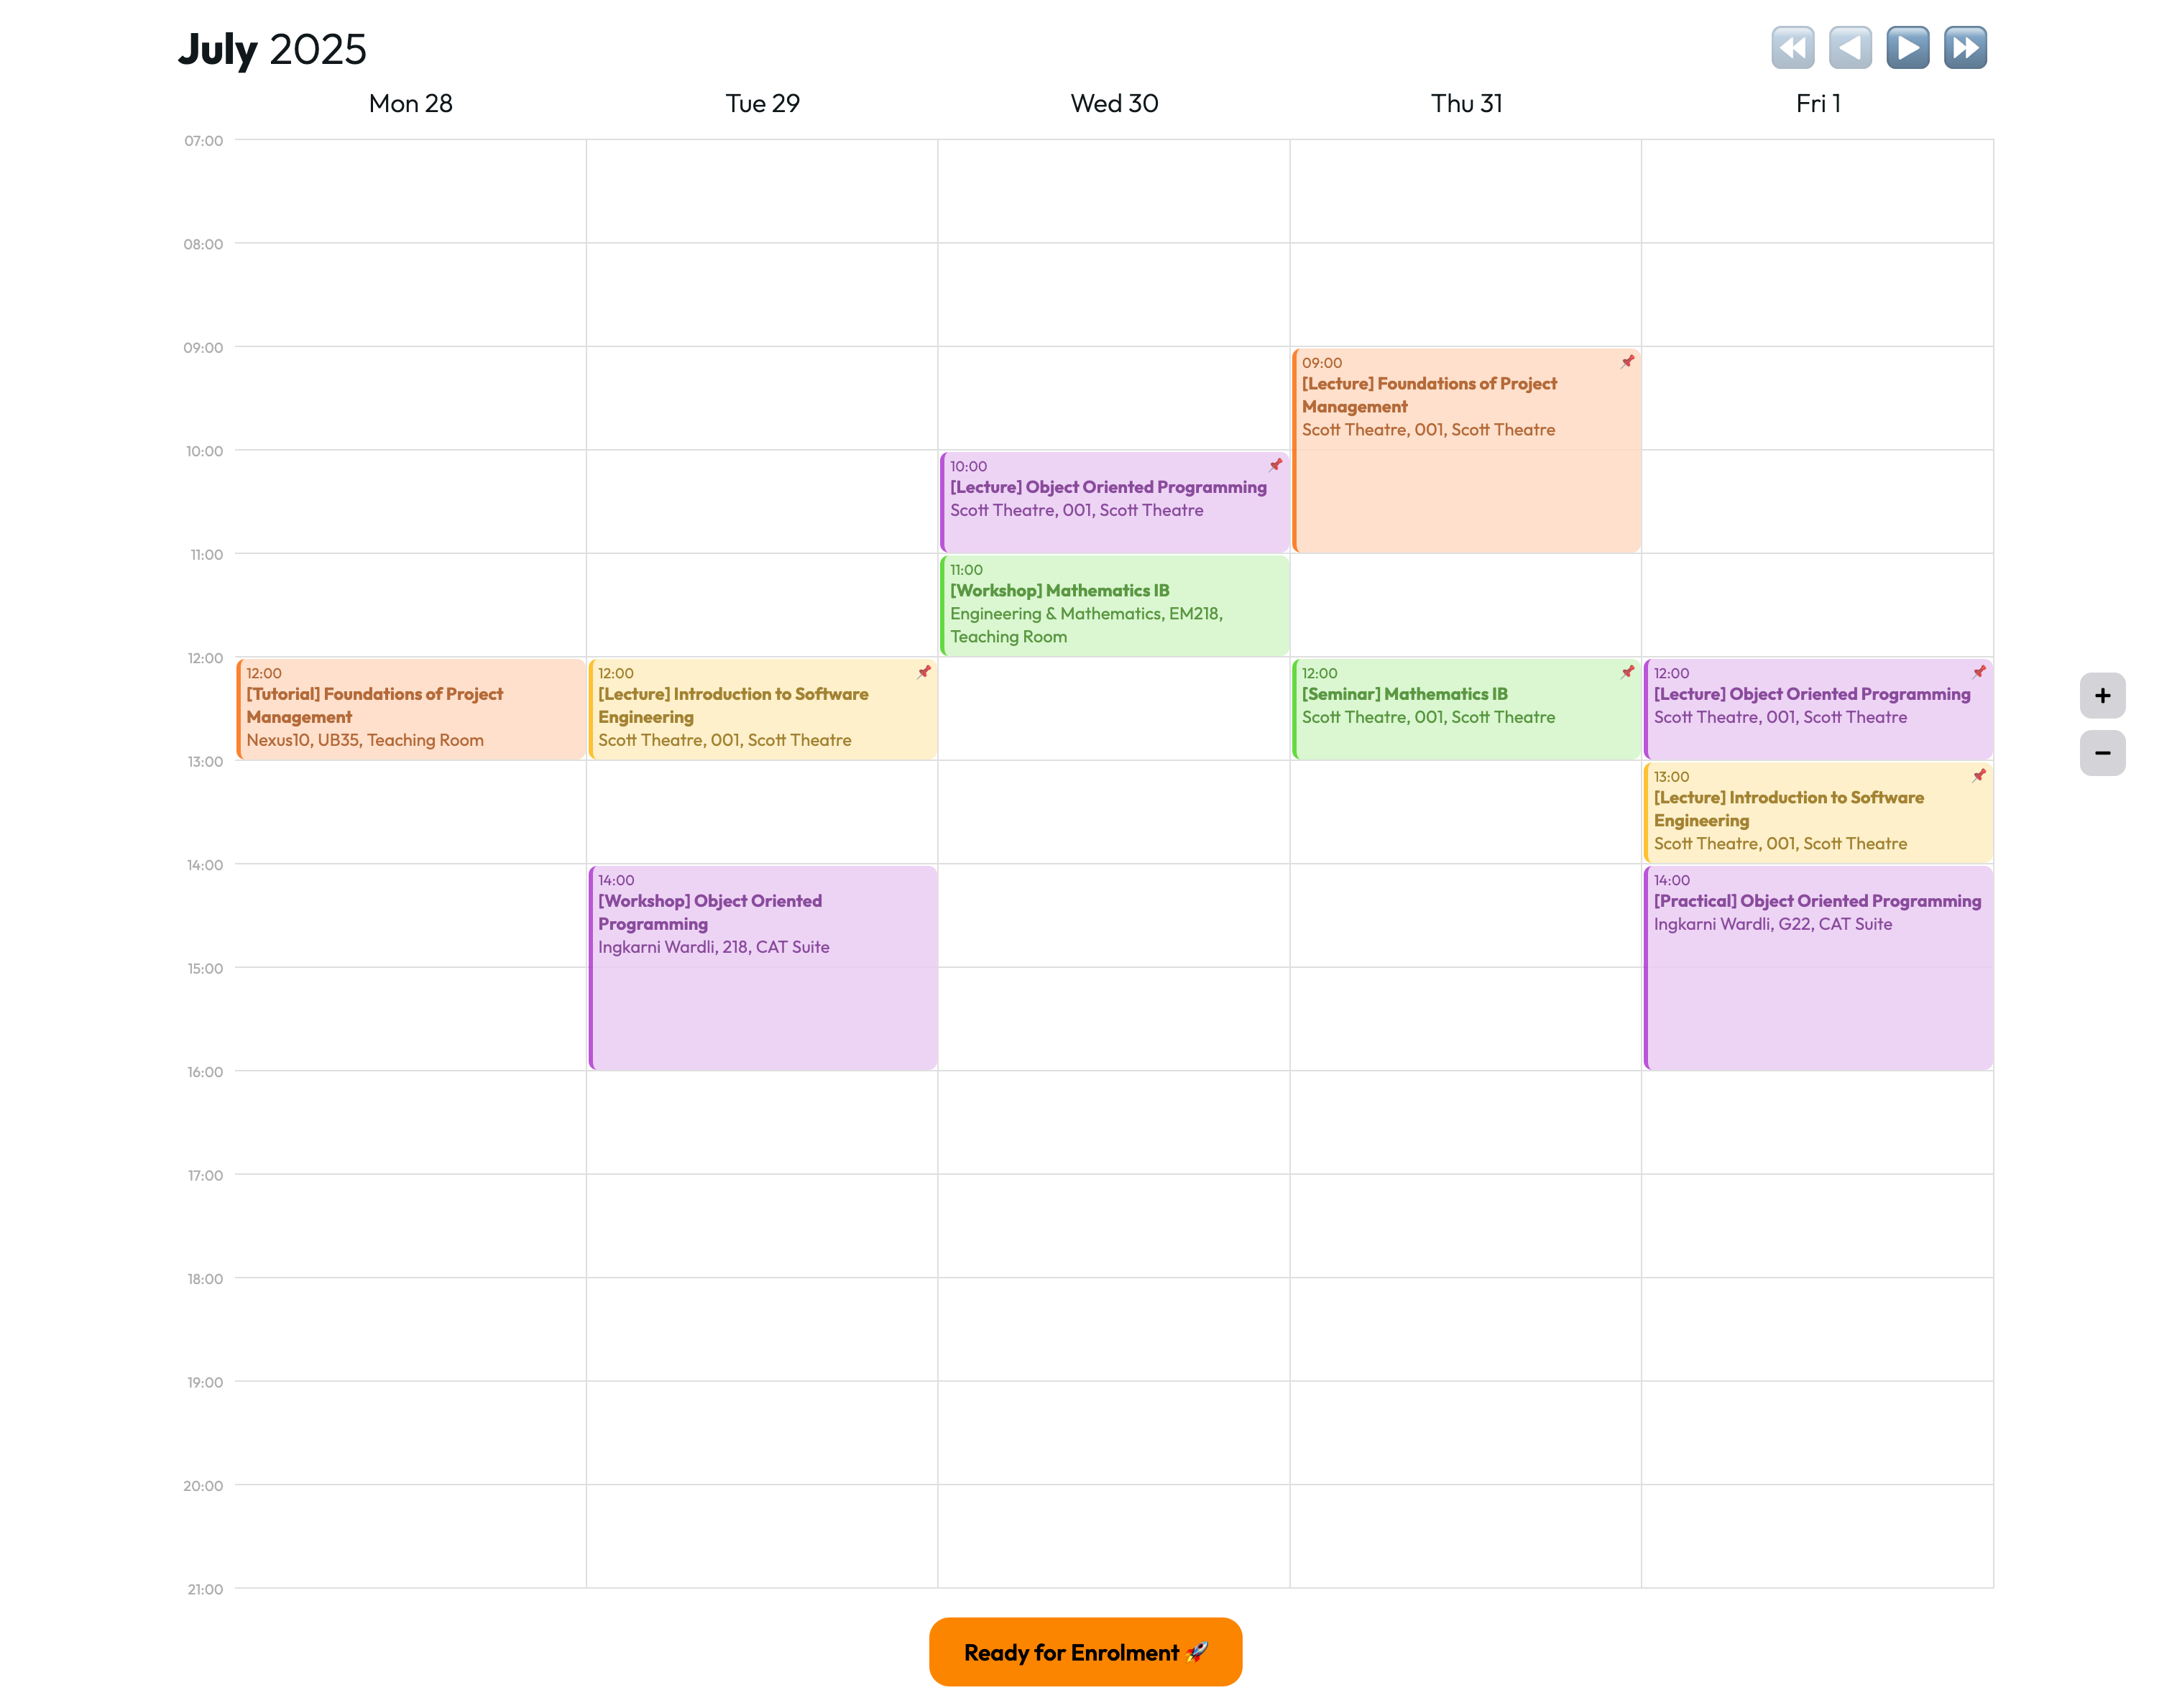 July 2025
Mon 28
Tue 29
Wed 30
Thu 31
Fri 1
07:00
08:00
09:00
10:00
11:00
12:00
13:00
14:00
15:00
16:00
17:00
18:00
19:00
20:00
21:00
12:00
[Tutorial] Foundations of Project
Management
Nexus10, UB35, Teaching Room
12:00
[Lecture] Introduction to Software
Engineering
Scott Theatre, 001, Scott Theatre
14:00
[Workshop] Object Oriented
Programming
Ingkarni Wardli, 218, CAT Suite
10:00
[Lecture] Object Oriented Programming
Scott Theatre, 001, Scott Theatre
11:00
[Workshop] Mathematics IB
Engineering & Mathematics, EM218,
Teaching Room
09:00
[Lecture] Foundations of Project
Management
Scott Theatre, 001, Scott Theatre
12:00
[Seminar] Mathematics IB
Scott Theatre, 001, Scott Theatre
12:00
[Lecture] Object Oriented Programming
Scott Theatre, 001, Scott Theatre
13:00
[Lecture] Introduction to Software
Engineering
Scott Theatre, 001, Scott Theatre
14:00
[Practical] Object Oriented Programming
Ingkarni Wardli, G22, CAT Suite
+
−
Ready for Enrolment 🚀